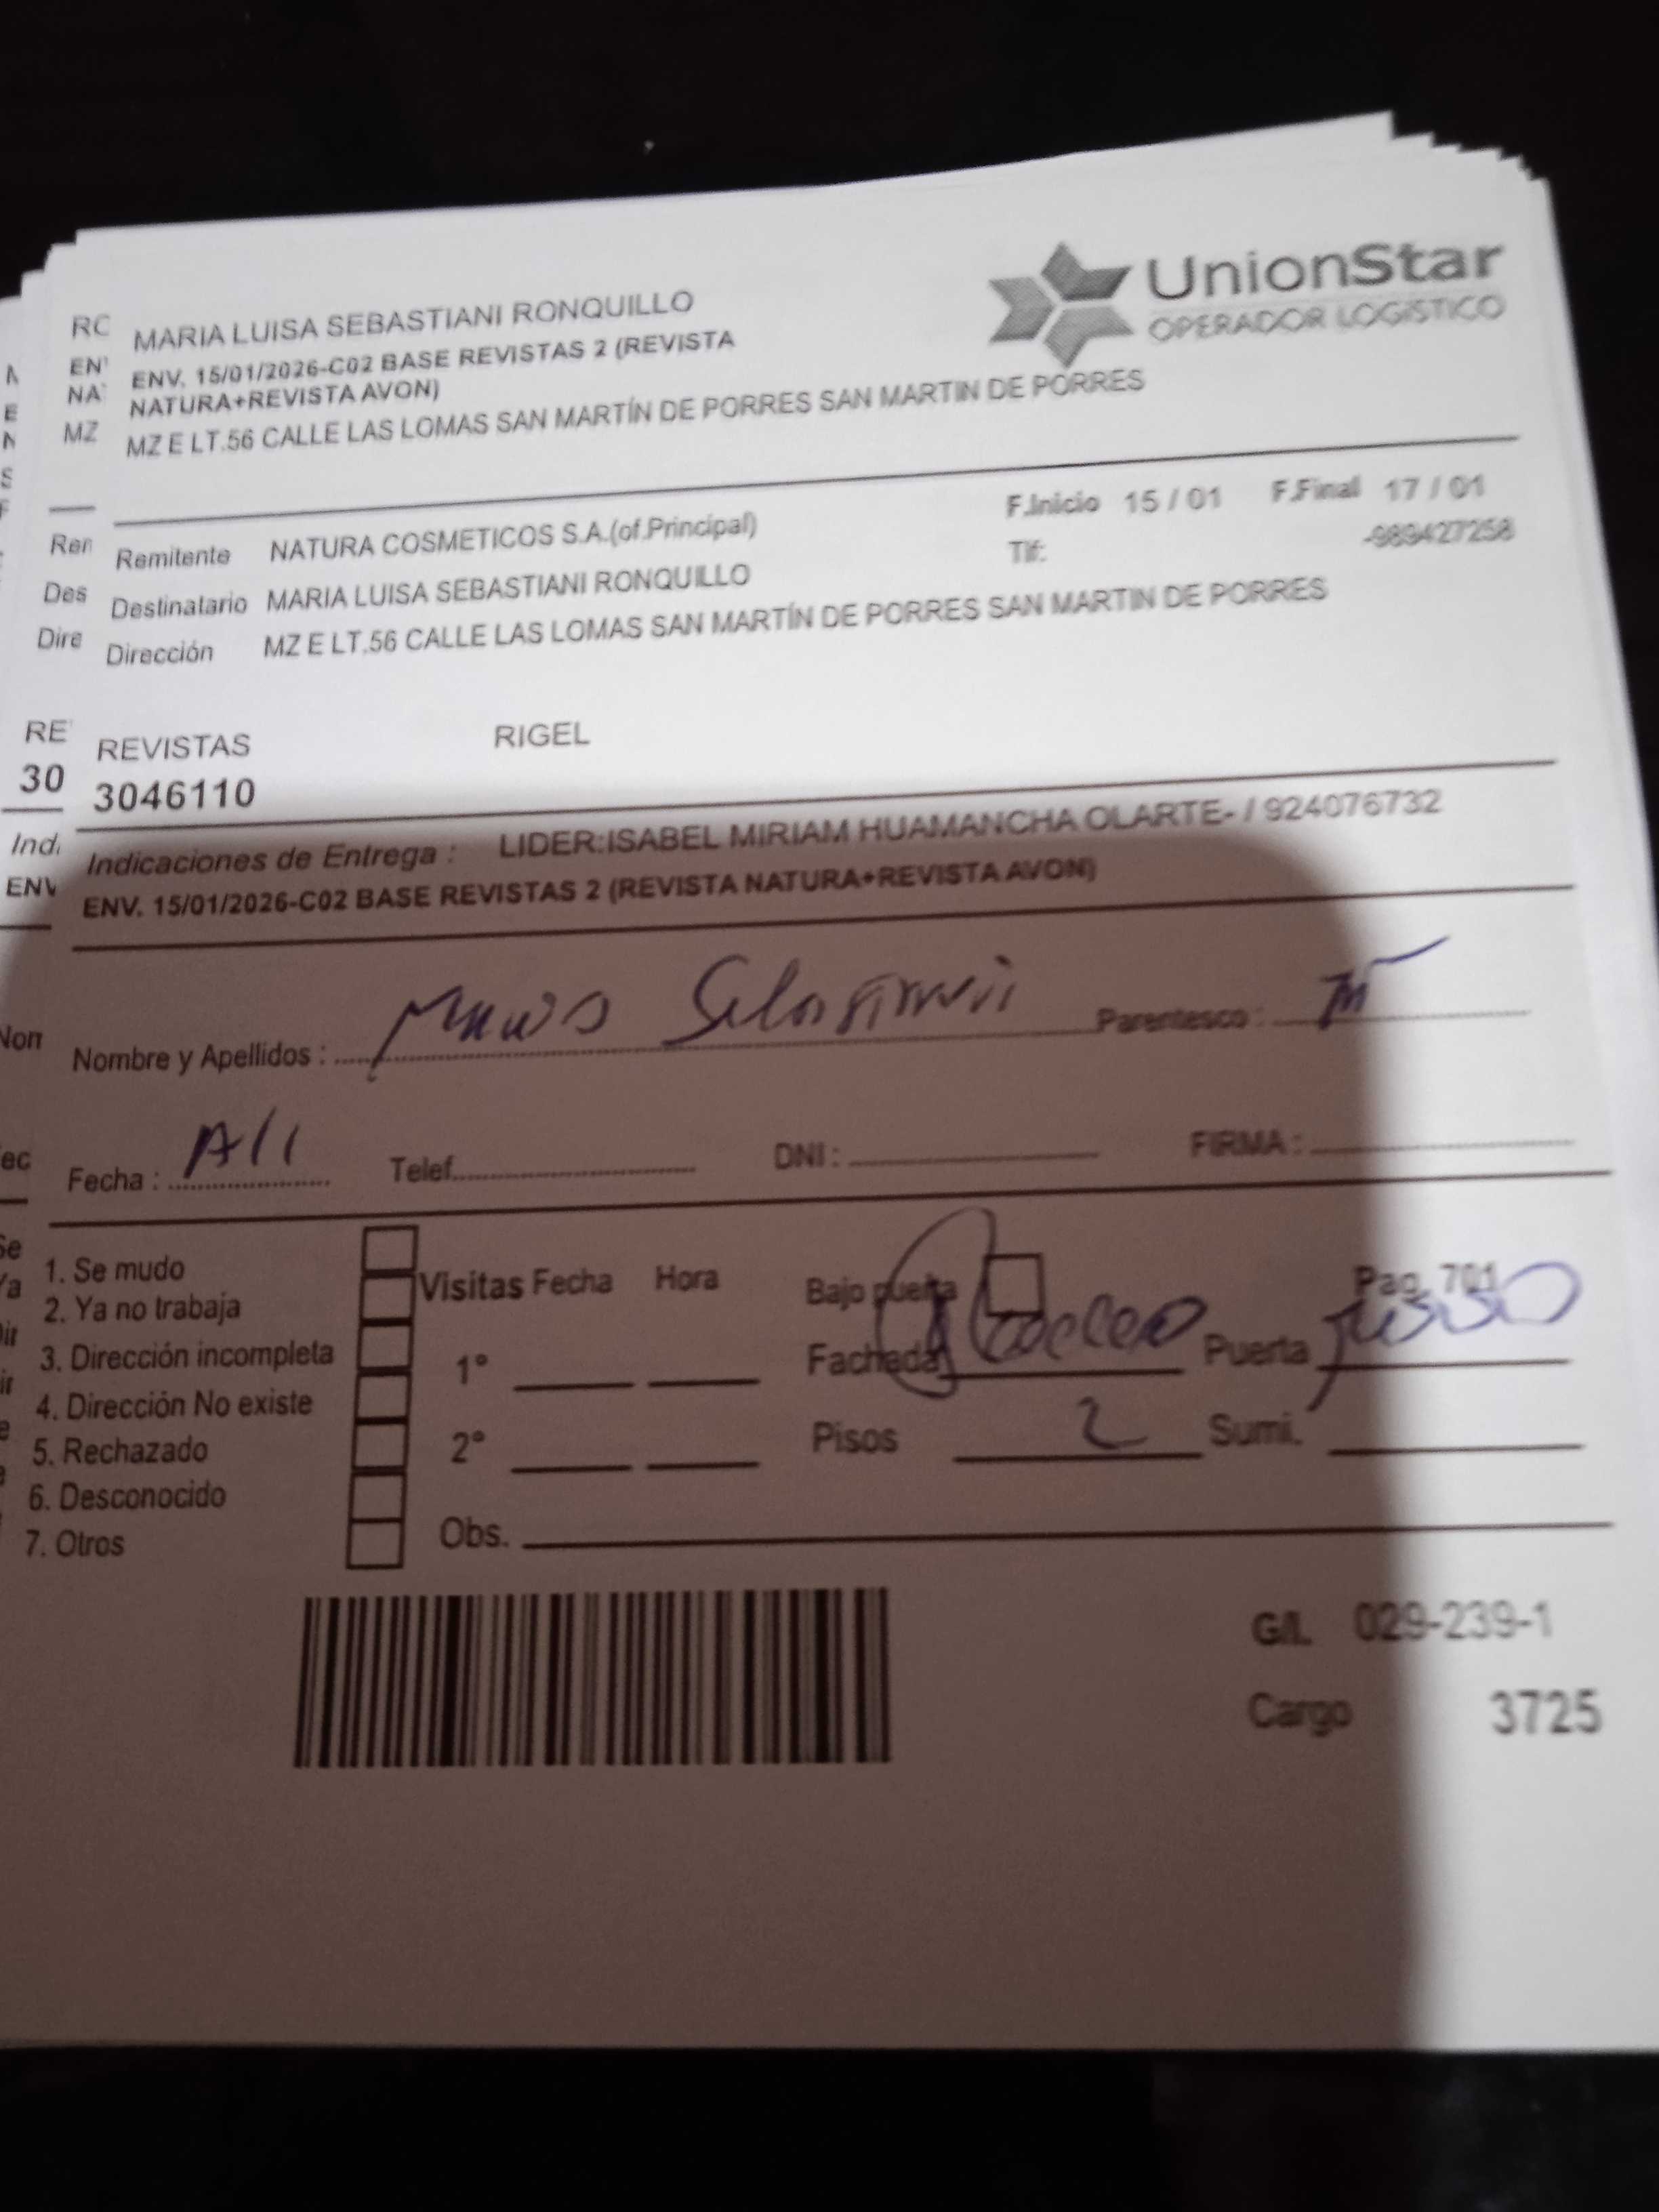 UnionStar
OPERADOR LOGÍSTICO
RC MARIA LUISA SEBASTIANI RONQUILLO
EN ENV. 15/01/2026-C02 BASE REVISTAS 2 (REVISTA
NA NATURA+REVISTA AVON)
MZ MZ E LT.56 CALLE LAS LOMAS SAN MARTÍN DE PORRES SAN MARTIN DE PORRES
F.Inicio 15 / 01 F.Final 17 / 01
Rem Remitente NATURA COSMETICOS S.A.(of.Principal) Tlf: -989427258
Des Destinatario MARIA LUISA SEBASTIANI RONQUILLO
Dire Dirección MZ E LT.56 CALLE LAS LOMAS SAN MARTÍN DE PORRES SAN MARTIN DE PORRES
RE REVISTAS RIGEL
30 3046110
Indi Indicaciones de Entrega : LIDER:ISABEL MIRIAM HUAMANCHA OLARTE- / 924076732
ENV ENV. 15/01/2026-C02 BASE REVISTAS 2 (REVISTA NATURA+REVISTA AVON)
Nom Nombre y Apellidos : Parentesco :
ec Fecha : Telef. DNI : FIRMA :
1. Se mudo
2. Ya no trabaja
3. Dirección incompleta
4. Dirección No existe
5. Rechazado
6. Desconocido
7. Otros
Visitas Fecha Hora
1°
2°
Obs.
Bajo puerta Pag. 701
Fachada Puerta
Pisos 2 Sumi.
G/L 029-239-1
Cargo 3725